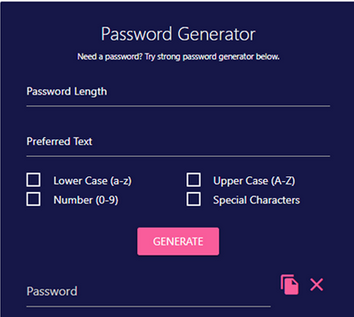 Password Generator
Need a password? Try strong password generator below.
Password Length
Preferred Text
Lower Case (a-z)
Upper Case (A-Z)
Number (0-9)
Special Characters
GENERATE
Password